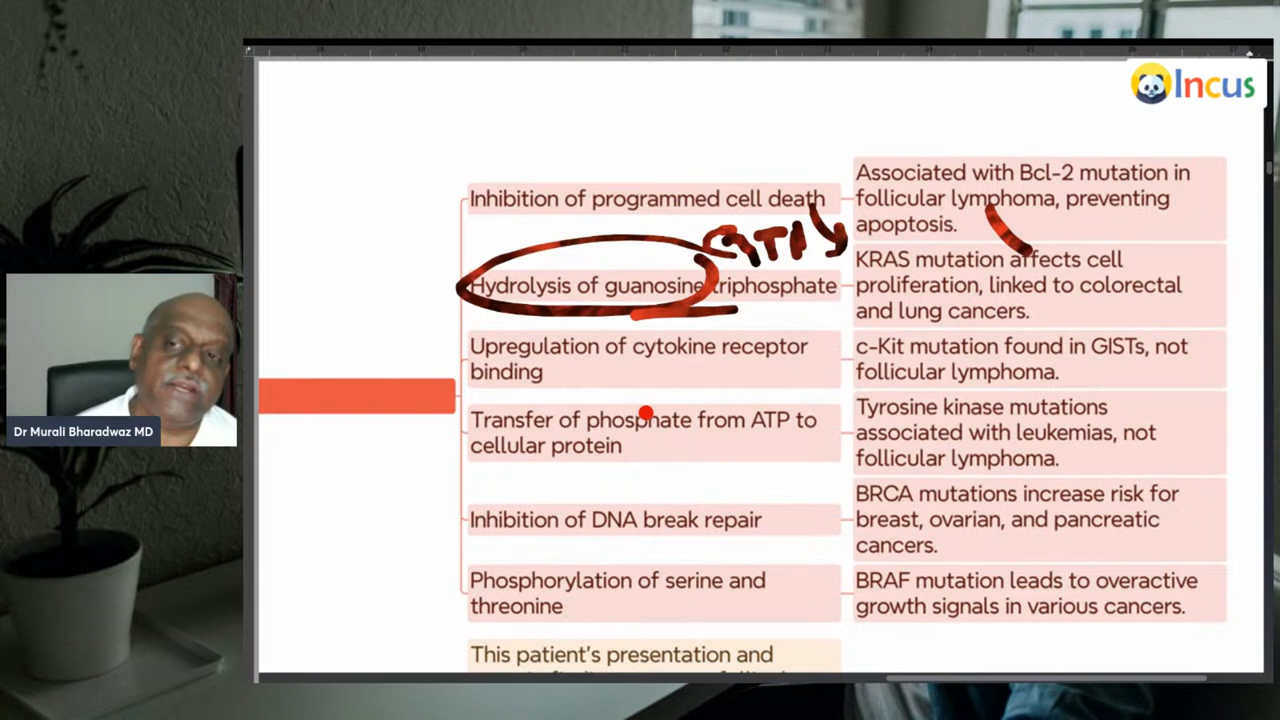 Incus
Inhibition of programmed cell death
Associated with Bcl-2 mutation in
follicular lymphoma, preventing
apoptosis.
GTP
Hydrolysis of guanosine triphosphate
KRAS mutation affects cell
proliferation, linked to colorectal
and lung cancers.
Upregulation of cytokine receptor
binding
c-Kit mutation found in GISTs, not
follicular lymphoma.
Transfer of phosphate from ATP to
cellular protein
Tyrosine kinase mutations
associated with leukemias, not
follicular lymphoma.
Inhibition of DNA break repair
BRCA mutations increase risk for
breast, ovarian, and pancreatic
cancers.
Phosphorylation of serine and
threonine
BRAF mutation leads to overactive
growth signals in various cancers.
This patient's presentation and
Dr Murali Bharadwaz MD